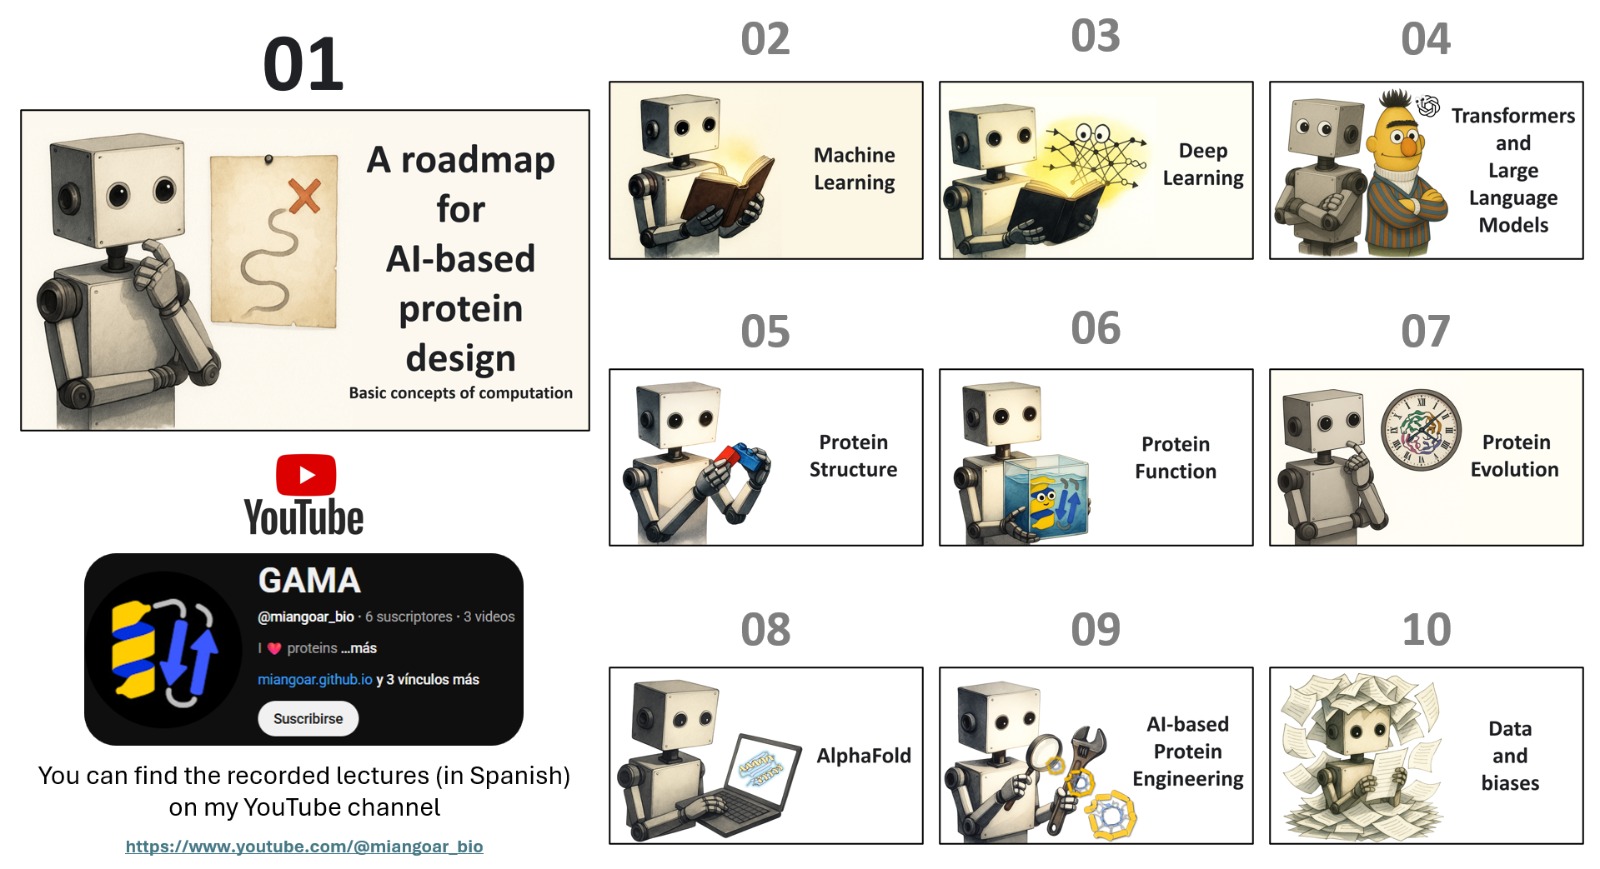 01
A roadmap
for
AI-based
protein
design
Basic concepts of computation
YouTube
GAMA
@miangoar_bio · 6 suscriptores · 3 videos
I ❤ proteins ...más
miangoar.github.io y 3 vínculos más
Suscribirse
You can find the recorded lectures (in Spanish)
on my YouTube channel
https://www.youtube.com/@miangoar_bio
02
Machine
Learning
03
Deep
Learning
04
Transformers
and
Large
Language
Models
05
Protein
Structure
06
Protein
Function
07
Protein
Evolution
08
AlphaFold
09
AI-based
Protein
Engineering
10
Data
and
biases